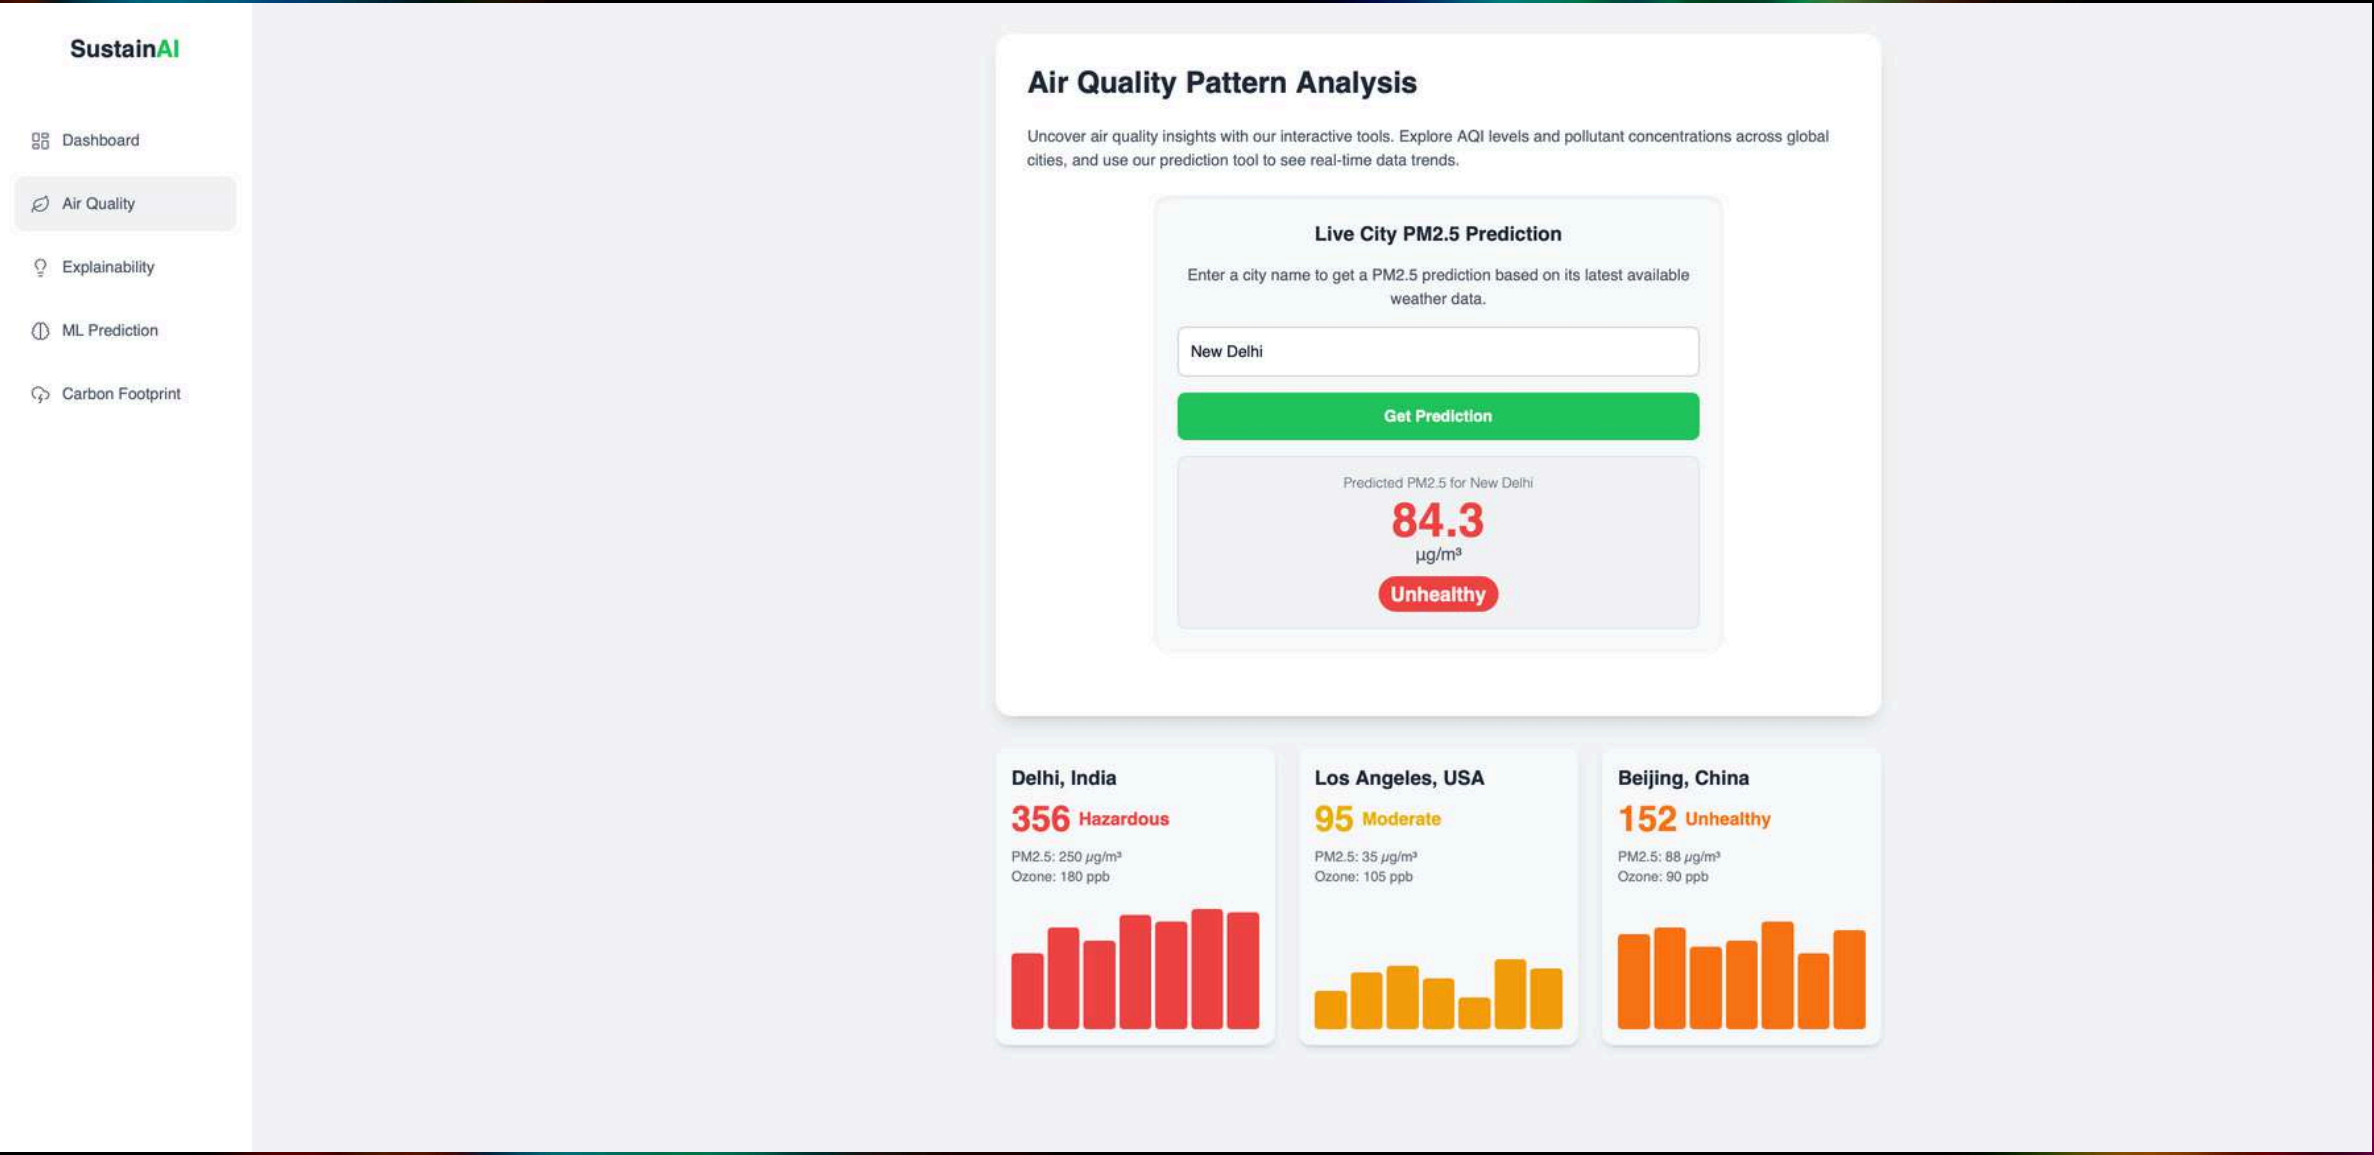 SustainAI
Dashboard
Air Quality
Explainability
ML Prediction
Carbon Footprint
Air Quality Pattern Analysis
Uncover air quality insights with our interactive tools. Explore AQI levels and pollutant concentrations across global
cities, and use our prediction tool to see real-time data trends.
Live City PM2.5 Prediction
Enter a city name to get a PM2.5 prediction based on its latest available
weather data.
New Delhi
Get Prediction
Predicted PM2.5 for New Delhi
84.3
µg/m³
Unhealthy
Delhi, India
356 Hazardous
PM2.5: 250 µg/m³
Ozone: 180 ppb
Los Angeles, USA
95 Moderate
PM2.5: 35 µg/m³
Ozone: 105 ppb
Beijing, China
152 Unhealthy
PM2.5: 88 µg/m³
Ozone: 90 ppb